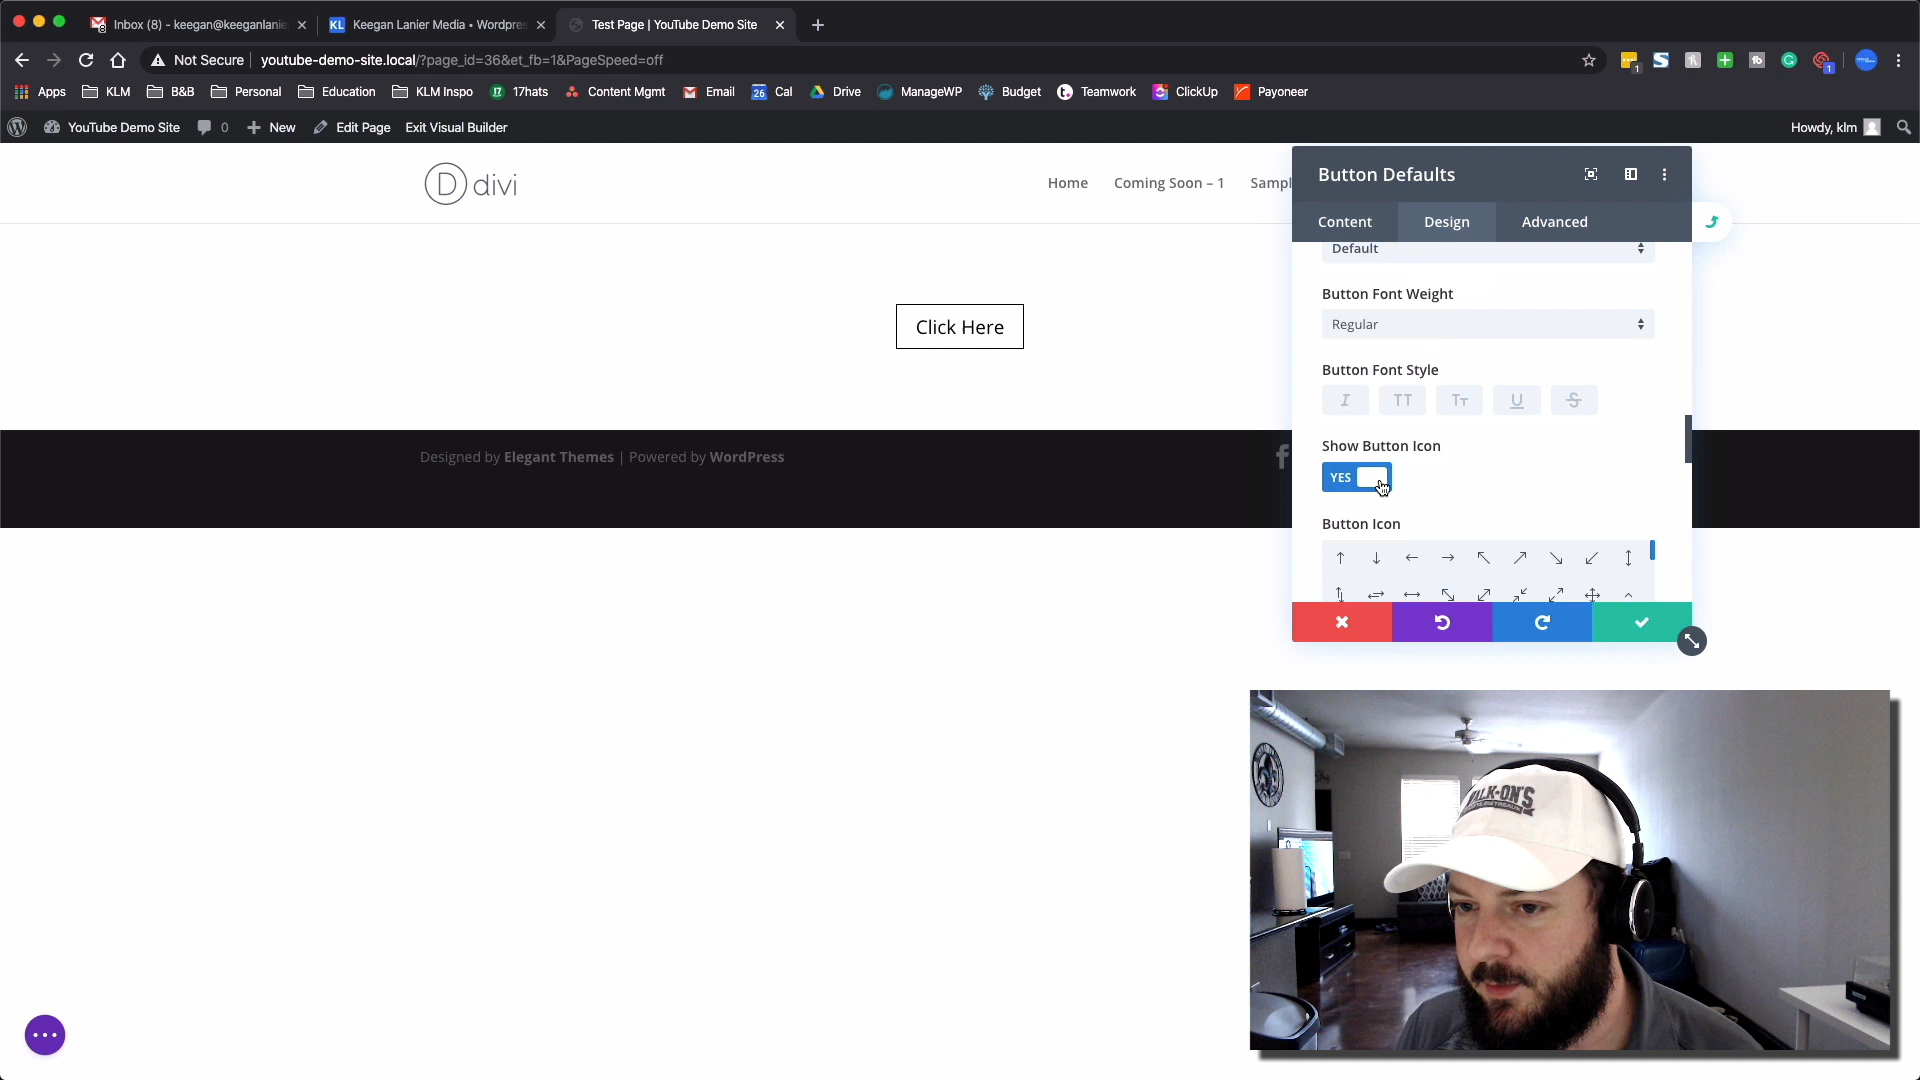 Inbox (8) - keegan@keeganlanie
Keegan Lanier Media • Wordpres
Test Page | YouTube Demo Site
Not Secure
youtube-demo-site.local/?page_id=36&et_fb=1&PageSpeed=off
Apps
KLM
B&B
Personal
Education
KLM Inspo
17hats
Content Mgmt
Email
Cal
Drive
ManageWP
Budget
Teamwork
ClickUp
Payoneer
YouTube Demo Site
0
New
Edit Page
Exit Visual Builder
Howdy, klm
D divi
Home
Coming Soon – 1
Sampl
Click Here
Designed by Elegant Themes | Powered by WordPress
Button Defaults
Content
Design
Advanced
Default
Button Font Weight
Regular
Button Font Style
I
TT
Tт
U
S
Show Button Icon
YES
Button Icon